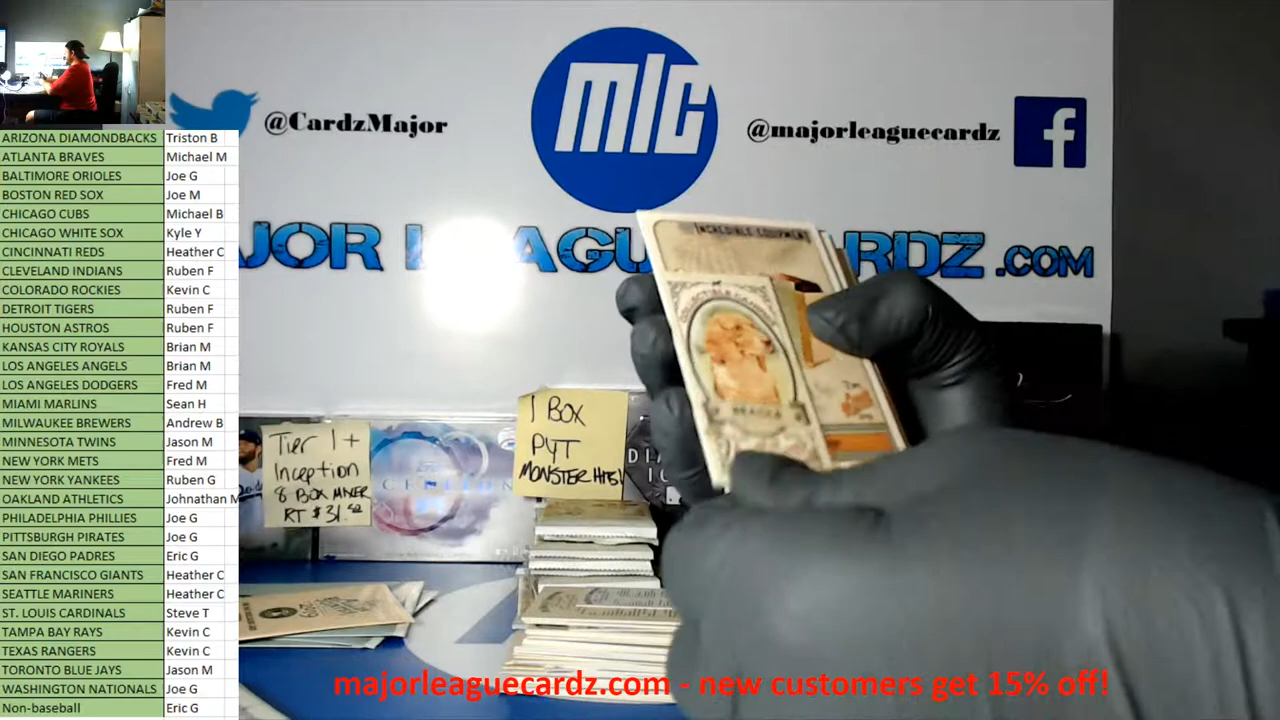 @CardzMajor
mlc
@majorleaguecardz
f
JOR LEAGU CARDZ.COM
ARIZONA DIAMONDBACKS Triston B
ATLANTA BRAVES Michael M
BALTIMORE ORIOLES Joe G
BOSTON RED SOX Joe M
CHICAGO CUBS Michael B
CHICAGO WHITE SOX Kyle Y
CINCINNATI REDS Heather C
CLEVELAND INDIANS Ruben F
COLORADO ROCKIES Kevin C
DETROIT TIGERS Ruben F
HOUSTON ASTROS Ruben F
KANSAS CITY ROYALS Brian M
LOS ANGELES ANGELS Brian M
LOS ANGELES DODGERS Fred M
MIAMI MARLINS Sean H
MILWAUKEE BREWERS Andrew B
MINNESOTA TWINS Jason M
NEW YORK METS Fred M
NEW YORK YANKEES Ruben G
OAKLAND ATHLETICS Johnathan M
PHILADELPHIA PHILLIES Joe G
PITTSBURGH PIRATES Joe G
SAN DIEGO PADRES Eric G
SAN FRANCISCO GIANTS Heather C
SEATTLE MARINERS Heather C
ST. LOUIS CARDINALS Steve T
TAMPA BAY RAYS Kevin C
TEXAS RANGERS Kevin C
TORONTO BLUE JAYS Jason M
WASHINGTON NATIONALS Joe G
Non-baseball Eric G
INCREDIBLE EQUIPMENT
Tier 1 +
Inception
8 BOX MIXER
RT $31.
1 BOX
PYT
MONSTER HITS!
majorleaguecardz.com - new customers get 15% off!